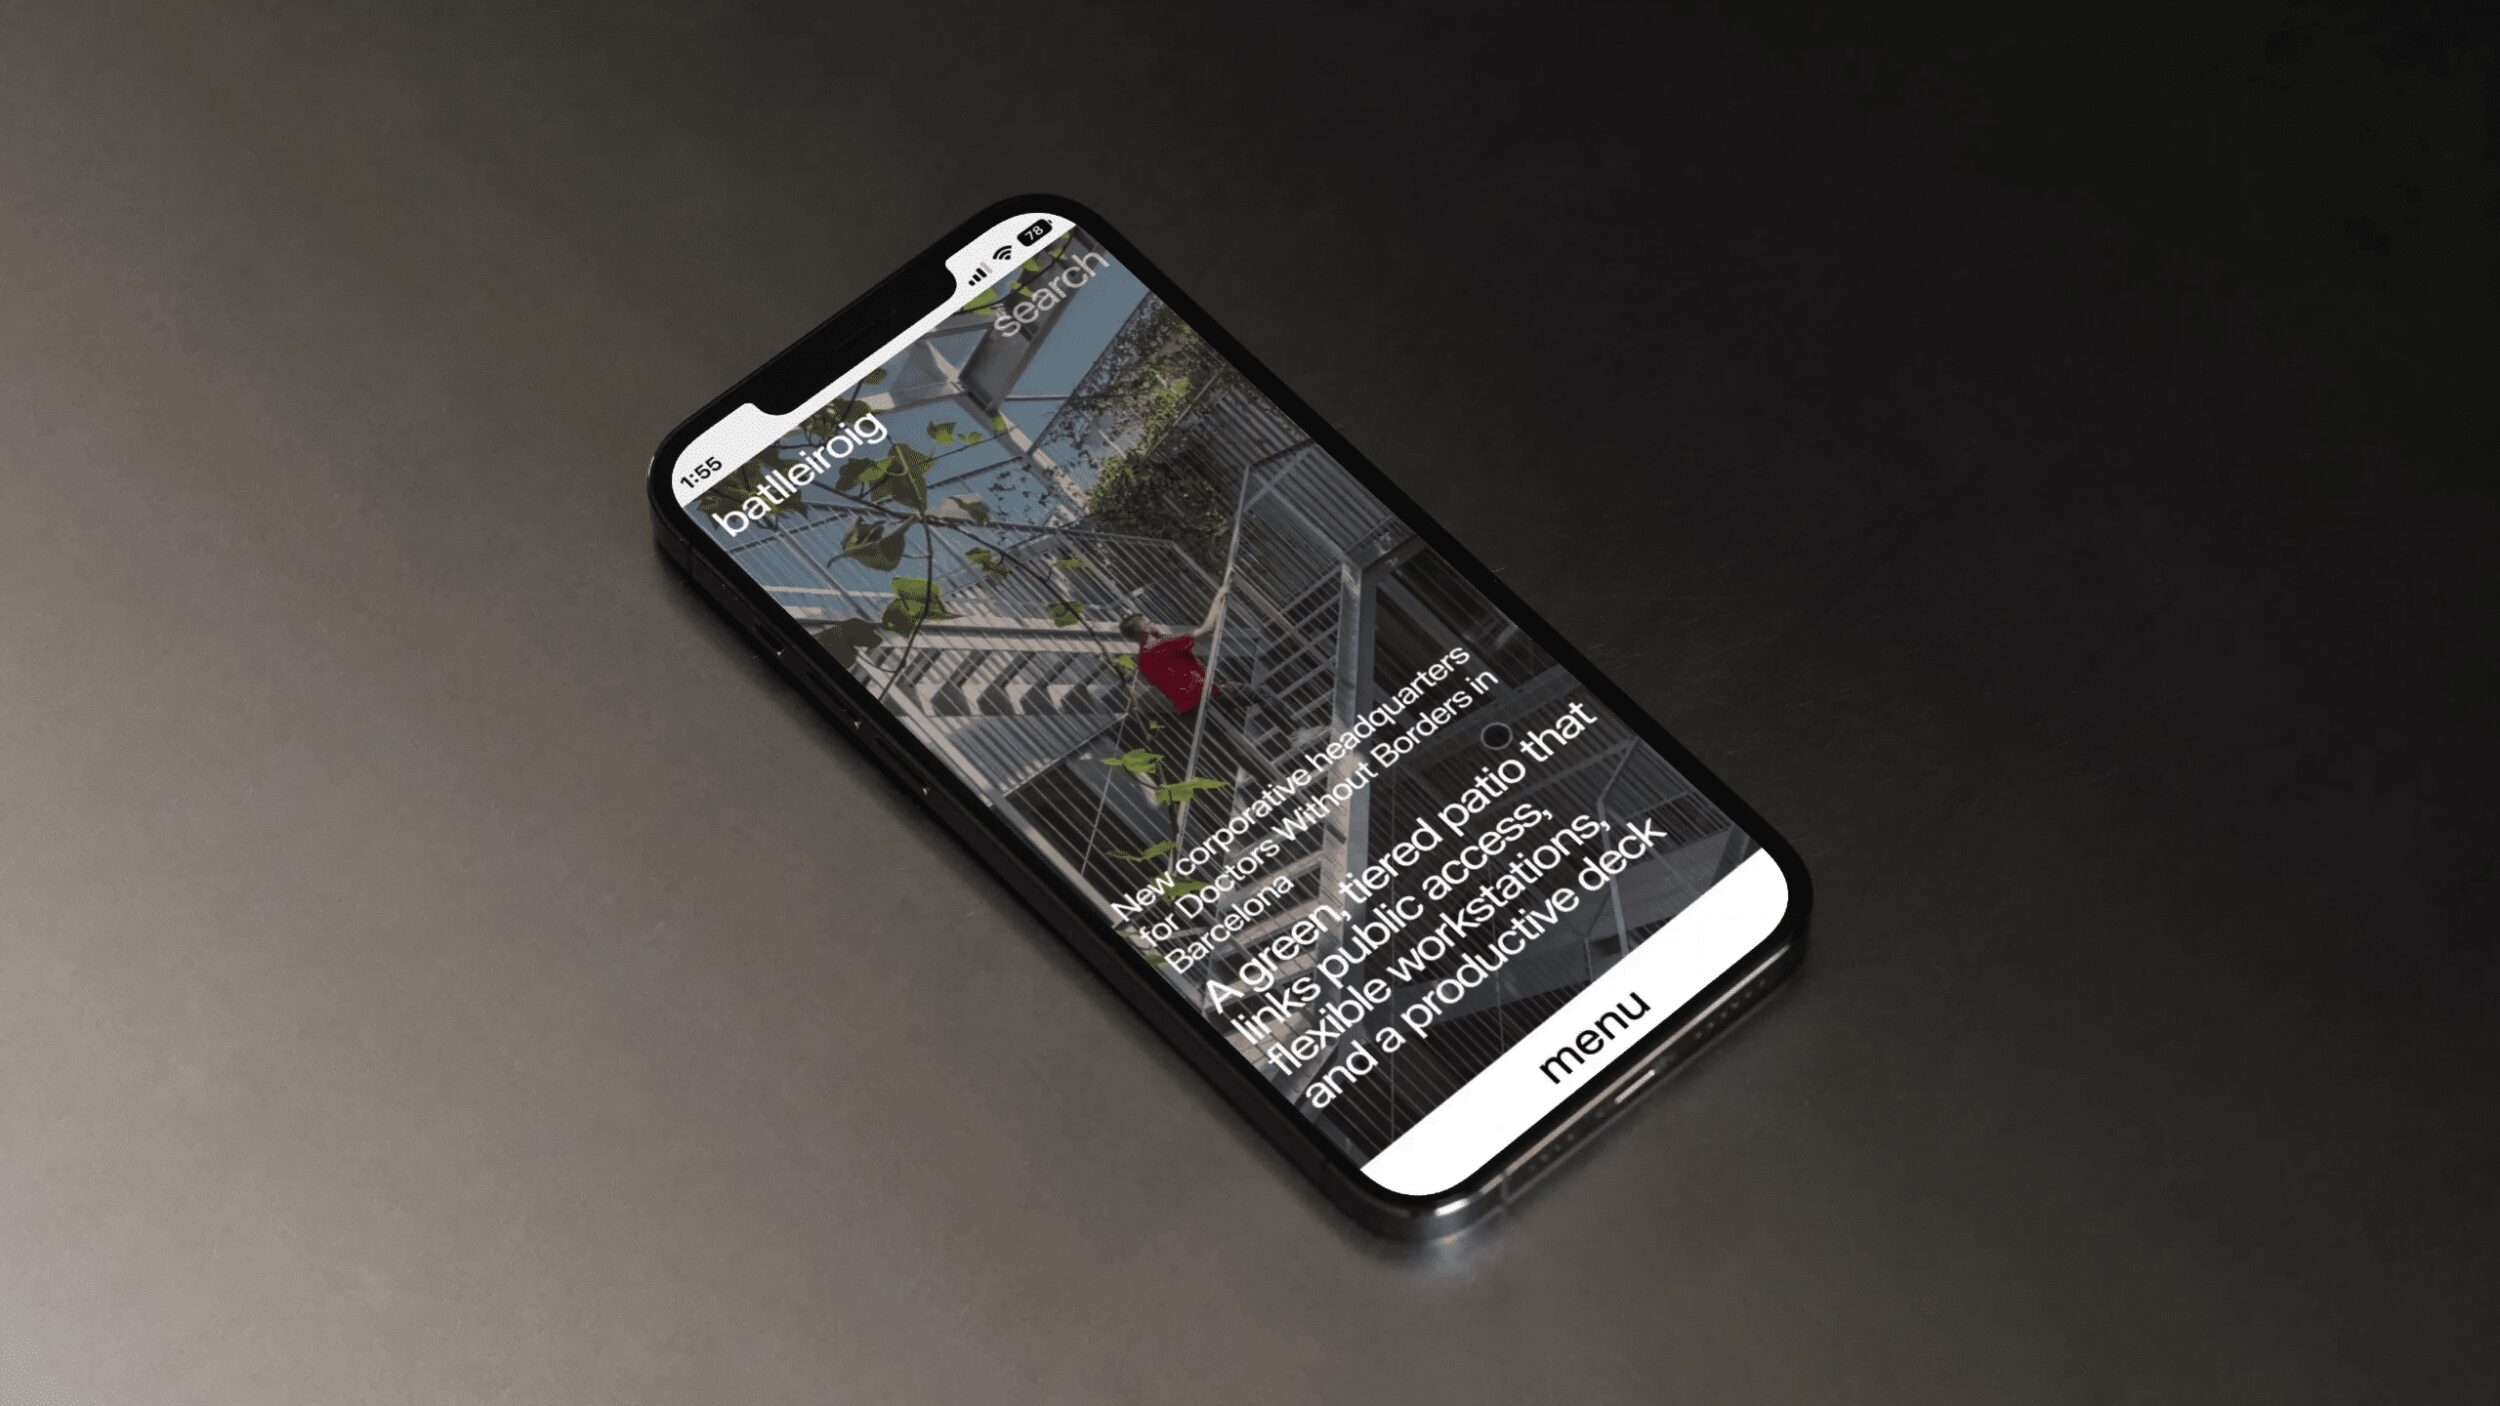 1:55
78
batlleiroig
search
New corporative headquarters
for Doctors Without Borders in
Barcelona
A green, tiered patio that
links public access,
flexible workstations,
and a productive deck
menu